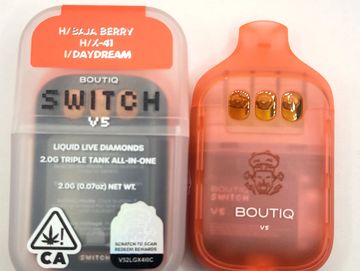 H/BAJA BERRY
H/X-41
I/DAYDREAM
BOUTIQ
SWITCH
V5
LIQUID LIVE DIAMONDS
2.0G TRIPLE TANK ALL-IN-ONE
2.0G (0.07oz) NET WT.
CA
SCRATCH TO SCAN
REDEEM REWARDS
SWITCH
BOUTIQ
SWITCH
V5
BOUTIQ
V5